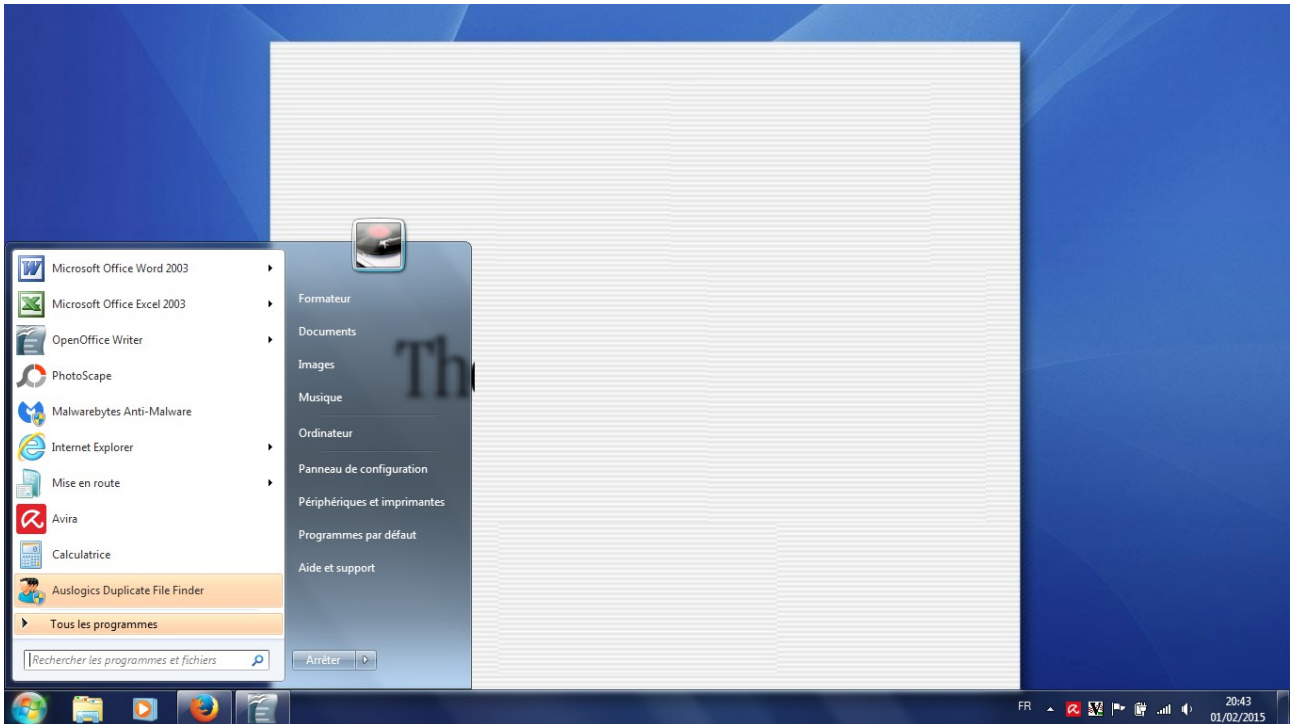 Microsoft Office Word 2003
Microsoft Office Excel 2003
OpenOffice Writer
PhotoScape
Malwarebytes Anti-Malware
Internet Explorer
Mise en route
Avira
Calculatrice
Auslogics Duplicate File Finder
Tous les programmes
Rechercher les programmes et fichiers
Formateur
Documents
Images
Musique
Ordinateur
Panneau de configuration
Périphériques et imprimantes
Programmes par défaut
Aide et support
Arrêter
Th
FR
20:43
01/02/2015